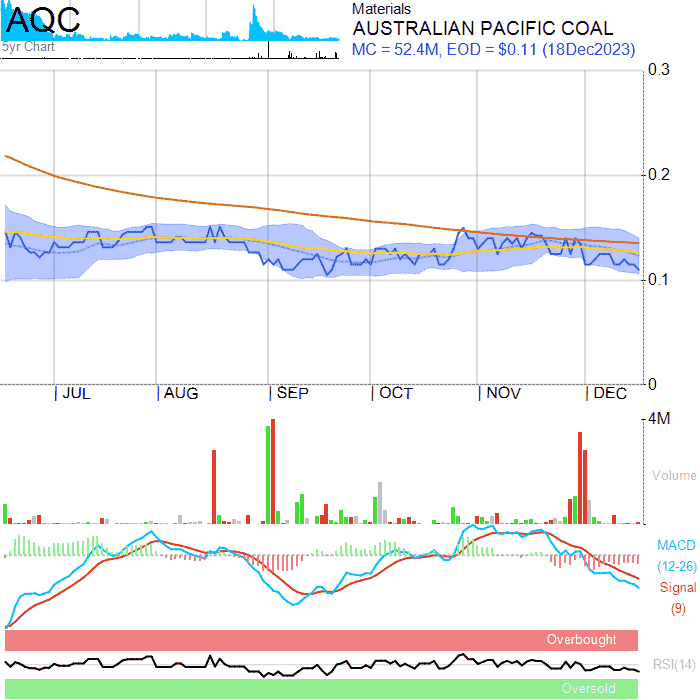 AQC
5yr Chart
Materials
AUSTRALIAN PACIFIC COAL
MC = 52.4M, EOD = $0.11 (18Dec2023)
0.3
0.2
0.1
0
JUL AUG SEP OCT NOV DEC
4M
Volume
MACD
(12-26)
Signal
(9)
Overbought
RSI(14)
Oversold